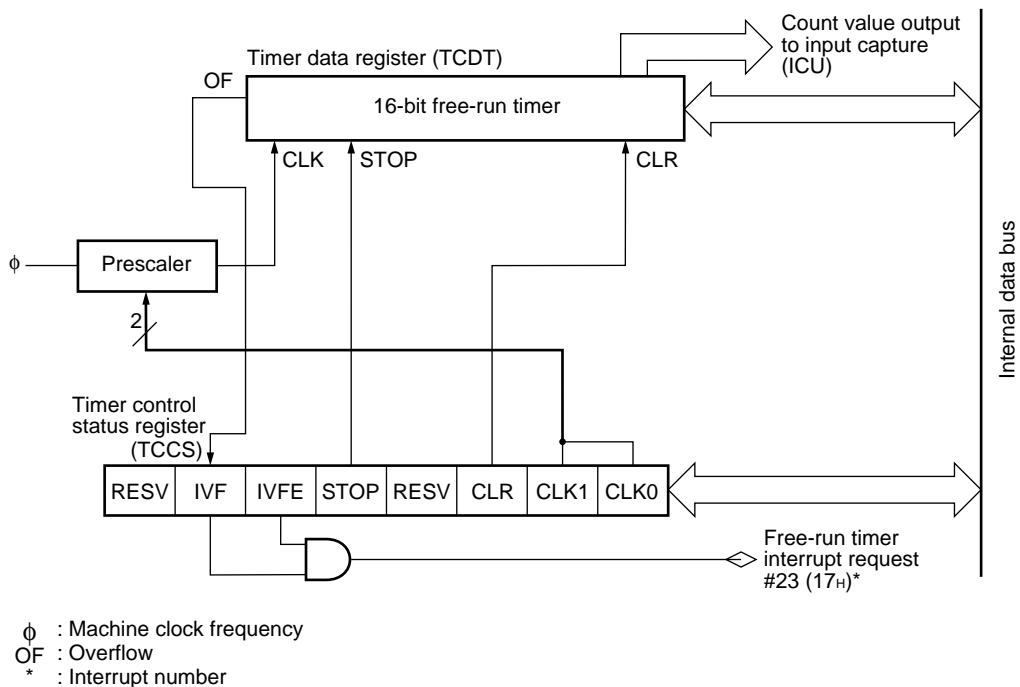 Count value output
to input capture
(ICU)
Timer data register (TCDT)
OF
16-bit free-run timer
CLK
STOP
CLR
ϕ
Prescaler
2
Internal data bus
Timer control
status register
(TCCS)
RESV IVF IVFE STOP RESV CLR CLK1 CLK0
Free-run timer
interrupt request
#23 (17H)*
ϕ : Machine clock frequency
OF : Overflow
* : Interrupt number